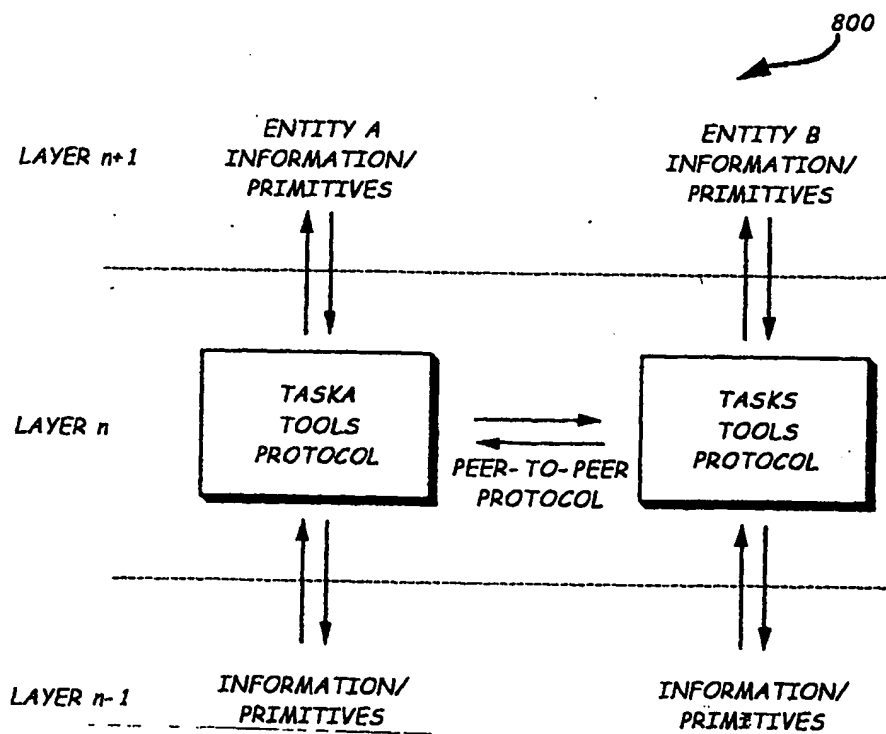 800
ENTITY A
INFORMATION/
PRIMITIVES
ENTITY B
INFORMATION/
PRIMITIVES
LAYER n+1
TASKA
TOOLS
PROTOCOL
TASKS
TOOLS
PROTOCOL
LAYER n
PEER-TO-PEER
PROTOCOL
LAYER n-1
INFORMATION/
PRIMITIVES
INFORMATION/
PRIMITIVES